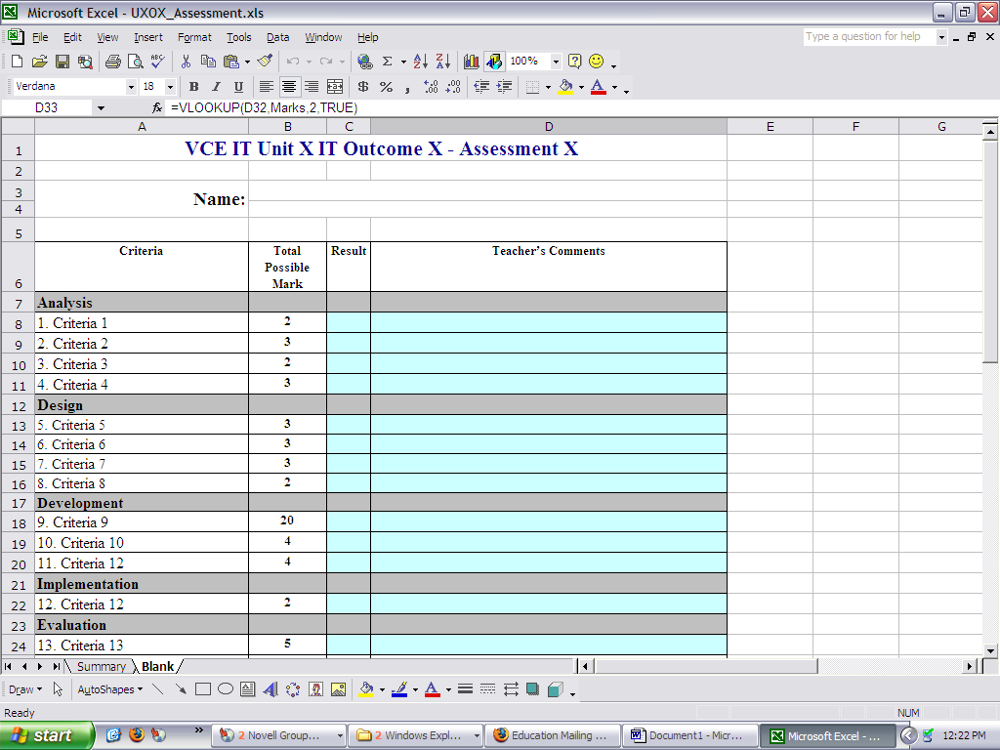 Microsoft Excel - UXOX_Assessment.xls
File Edit View Insert Format Tools Data Window Help
Type a question for help
100%
Verdana 18 B I U $ % ,
D33 fx =VLOOKUP(D32,Marks,2,TRUE)
A B C D E F G
1 VCE IT Unit X IT Outcome X - Assessment X
2
3 Name:
4
5
6 Criteria Total Possible Mark Result Teacher's Comments
7 Analysis
8 1. Criteria 1 2
9 2. Criteria 2 3
10 3. Criteria 3 2
11 4. Criteria 4 3
12 Design
13 5. Criteria 5 3
14 6. Criteria 6 3
15 7. Criteria 7 3
16 8. Criteria 8 2
17 Development
18 9. Criteria 9 20
19 10. Criteria 10 4
20 11. Criteria 12 4
21 Implementation
22 12. Criteria 12 2
23 Evaluation
24 13. Criteria 13 5
Summary Blank
Draw AutoShapes
Ready NUM
start 2 Novell Group... 2 Windows Expl... Education Mailing ... Document1 - Micr... Microsoft Excel - ... 12:22 PM